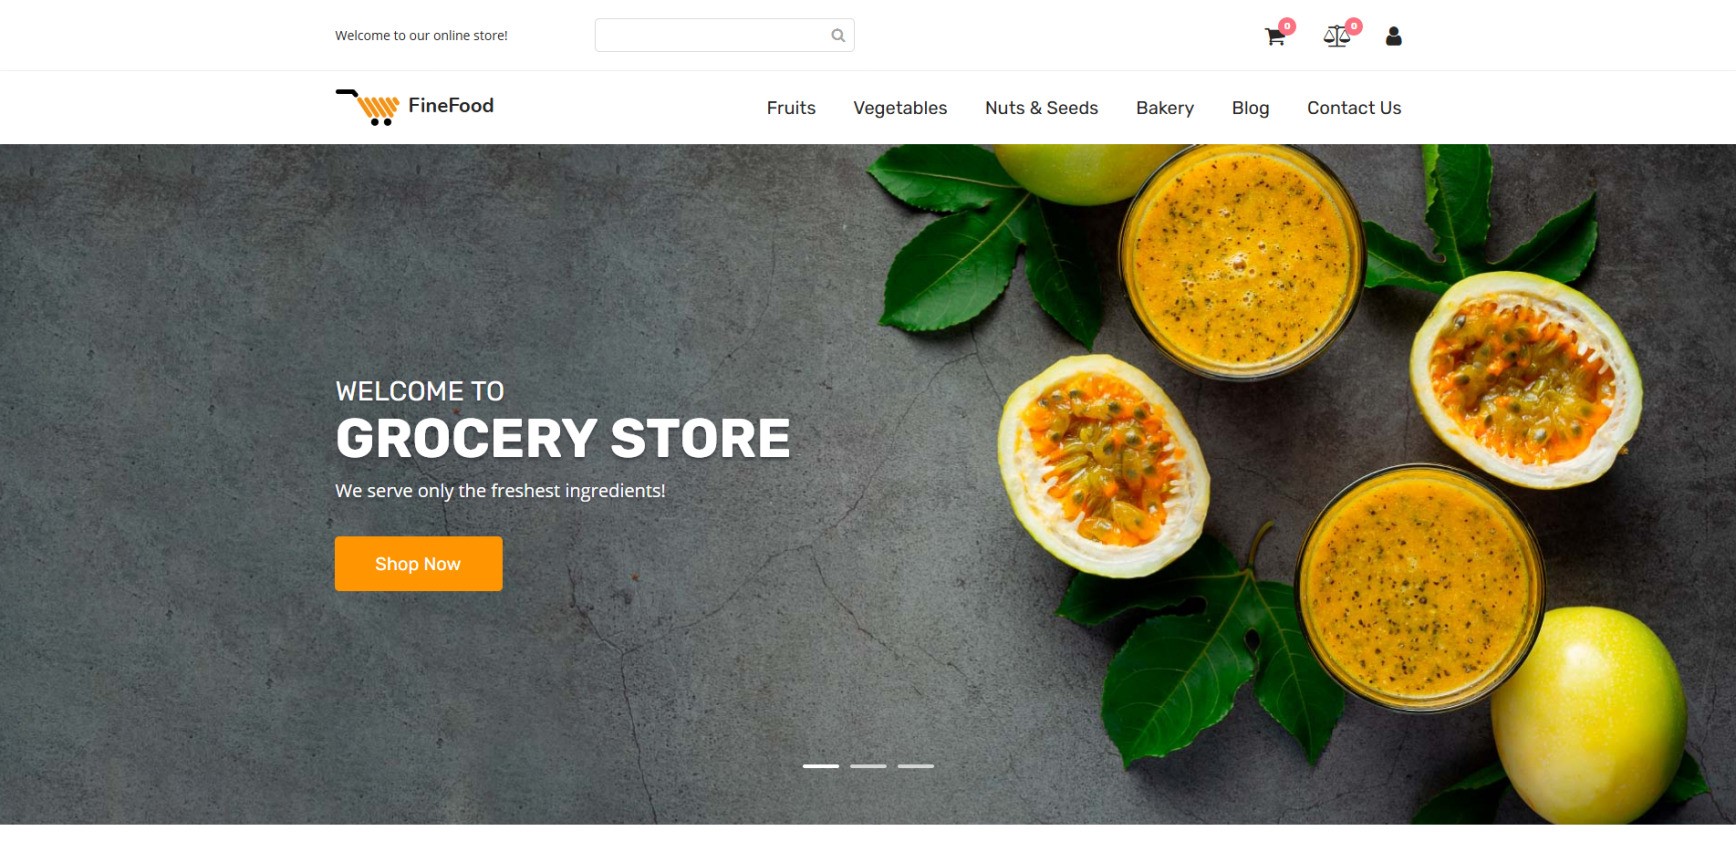 Welcome to our online store!
0
0
FineFood
Fruits Vegetables Nuts & Seeds Bakery Blog Contact Us
WELCOME TO
GROCERY STORE
We serve only the freshest ingredients!
Shop Now